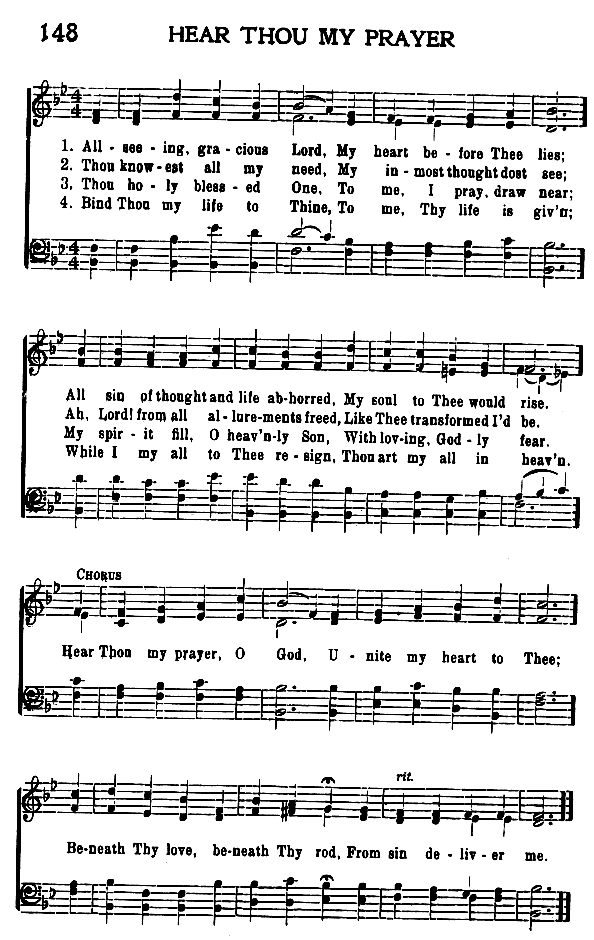 148 HEAR THOU MY PRAYER
1. All - see - ing, gra - cious Lord, My heart be - fore Thee lies;
2. Thou know - est all my need, My in - most thought dost see;
3, Thou ho - ly bless - ed One, To me, I pray, draw near;
4. Bind Thou my life to Thine, To me, Thy life is giv'n;
All sin of thought and life ab - horred, My soul to Thee would rise.
Ah, Lord! from all al - lure - ments freed, Like Thee transformed I'd be.
My spir - it fill, O heav'n - ly Son, With lov - ing, God - ly fear.
While I my all to Thee re - sign, Thou art my all in heav'n.
CHORUS
Hear Thou my prayer, O God, U - nite my heart to Thee;
rit.
Be - neath Thy love, be - neath Thy rod, From sin de - liv - er me.